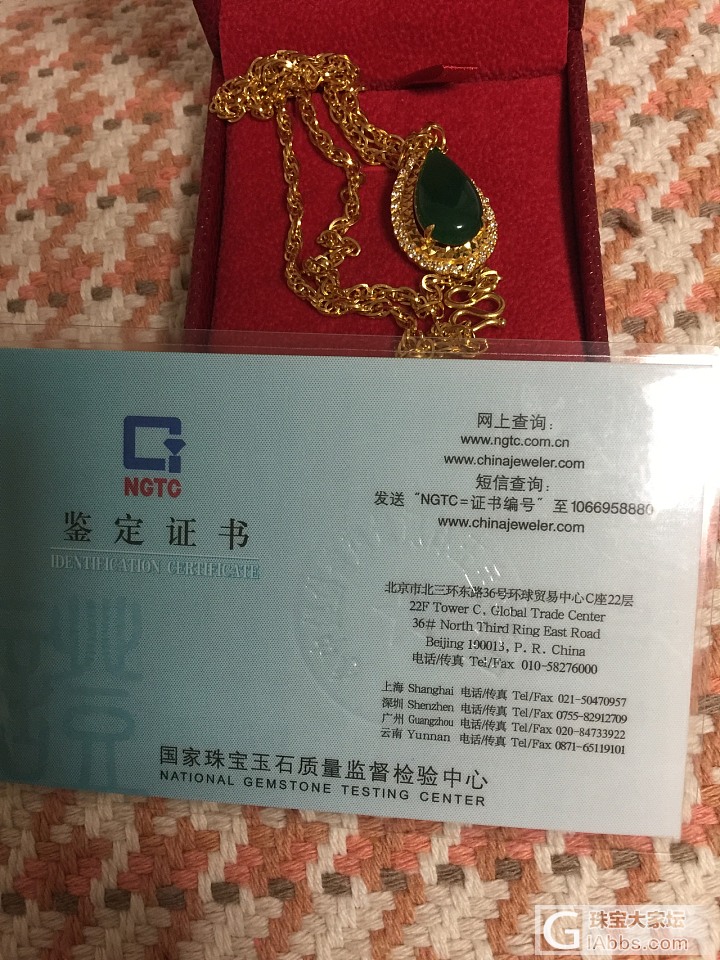 NGTC
鉴定证书
IDENTIFICATION CERTIFICATE
网上查询：
www.ngtc.com.cn
www.chinajeweler.com
短信查询：
发送“NGTC=证书编号”至1066958880
www.chinajeweler.com
北京市北三环东路36号环球贸易中心C座22层
22F Tower C, Global Trade Center
36# North Third Ring East Road
Beijing 100013, P. R. China
电话/传真 Tel/Fax 010-58276000
上海 Shanghai 电话/传真 Tel/Fax 021-50470957
深圳 Shenzhen 电话/传真 Tel/Fax 0755-82912709
广州 Guangzhou 电话/传真 Tel/Fax 020-84733922
云南 Yunnan 电话/传真 Tel/Fax 0871-65119101
国家珠宝玉石质量监督检验中心
NATIONAL GEMSTONE TESTING CENTER
珠宝大家坛
GIAbbs.com